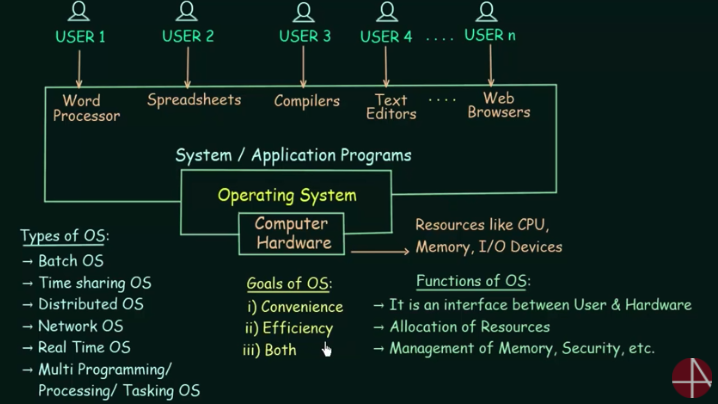 USER 1 USER 2 USER 3 USER 4 .... USER n
Word Processor
Spreadsheets
Compilers
Text Editors
....
Web Browsers
System / Application Programs
Operating System
Computer Hardware
Resources like CPU,
Memory, I/O Devices
Types of OS:
→ Batch OS
→ Time sharing OS
→ Distributed OS
→ Network OS
→ Real Time OS
→ Multi Programming/
Processing/ Tasking OS
Goals of OS:
i) Convenience
ii) Efficiency
iii) Both
Functions of OS:
→ It is an interface between User & Hardware
→ Allocation of Resources
→ Management of Memory, Security, etc.